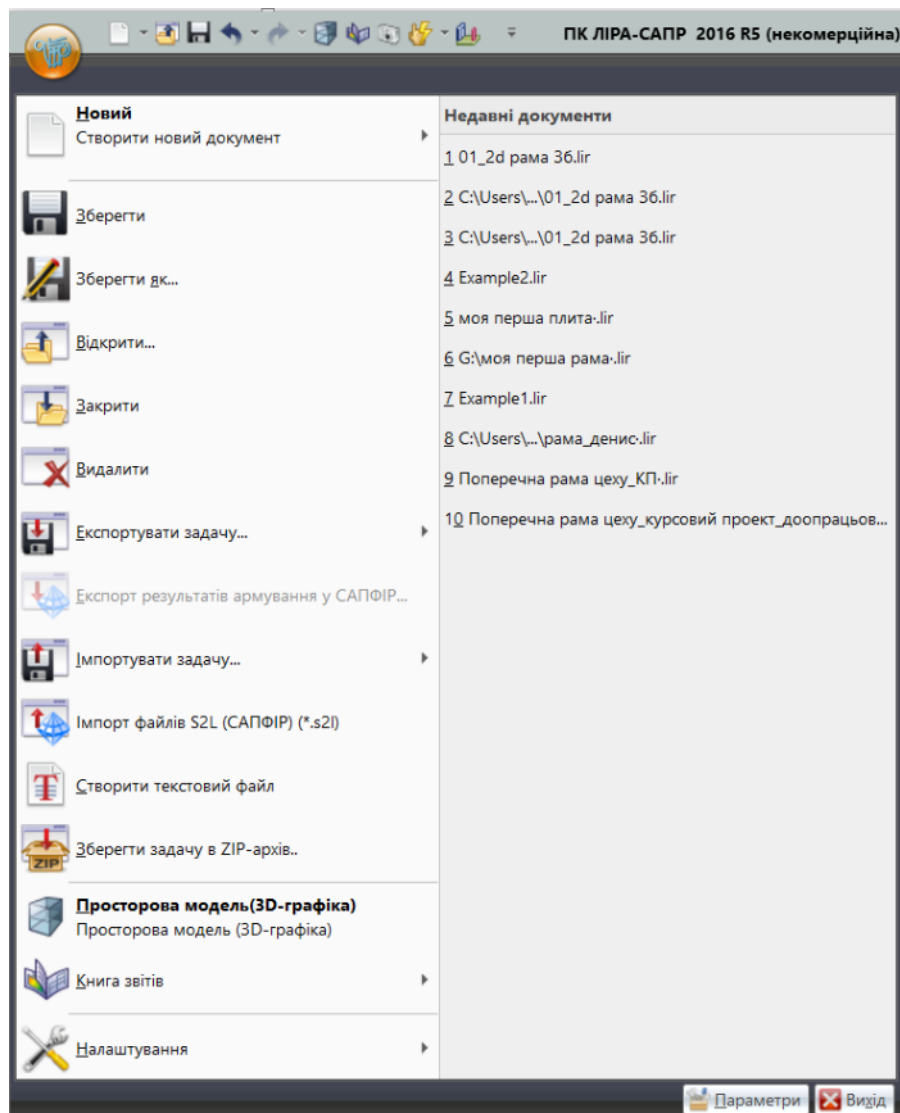 ПК ЛІРА-САПР 2016 R5 (некомерційна)
Новий
Створити новий документ
Зберегти
Зберегти як...
Відкрити...
Закрити
Видалити
Експортувати задачу...
Експорт результатів армування у САПФІР...
Імпортувати задачу...
Імпорт файлів S2L (САПФІР) (*.s2l)
Створити текстовий файл
ZIP
Зберегти задачу в ZIP-архів..
Просторова модель(3D-графіка)
Просторова модель (3D-графіка)
Книга звітів
Налаштування
Недавні документи
1 01_2d рама 36.lir
2 C:\Users\...\01_2d рама 36.lir
3 C:\Users\...\01_2d рама 36.lir
4 Example2.lir
5 моя перша плита·.lir
6 G:\моя перша рама·.lir
7 Example1.lir
8 C:\Users\...\рама_денис·.lir
9 Поперечна рама цеху_КП·.lir
10 Поперечна рама цеху_курсовий проект_доопрацьов...
Параметри
Вихід